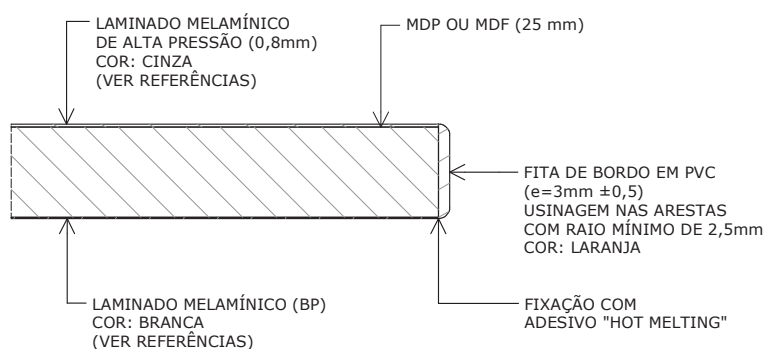 LAMINADO MELAMÍNICO
DE ALTA PRESSÃO (0,8mm)
COR: CINZA
(VER REFERÊNCIAS)
MDP OU MDF (25 mm)
FITA DE BORDO EM PVC
(e=3mm ±0,5)
USINAGEM NAS ARESTAS
COM RAIO MÍNIMO DE 2,5mm
COR: LARANJA
LAMINADO MELAMÍNICO (BP)
COR: BRANCA
(VER REFERÊNCIAS)
FIXAÇÃO COM
ADESIVO "HOT MELTING"